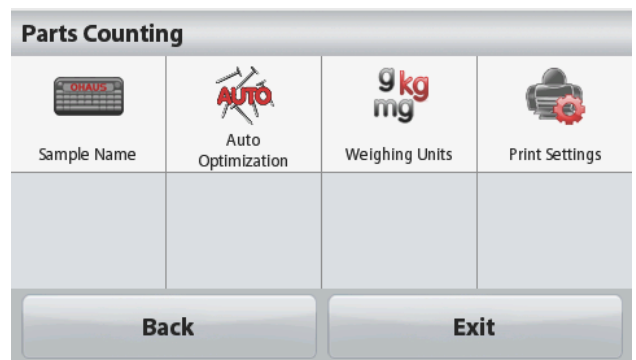 Parts Counting
OHAUS
Sample Name
AUTO
Auto
Optimization
g kg
mg
Weighing Units
Print Settings
Back
Exit